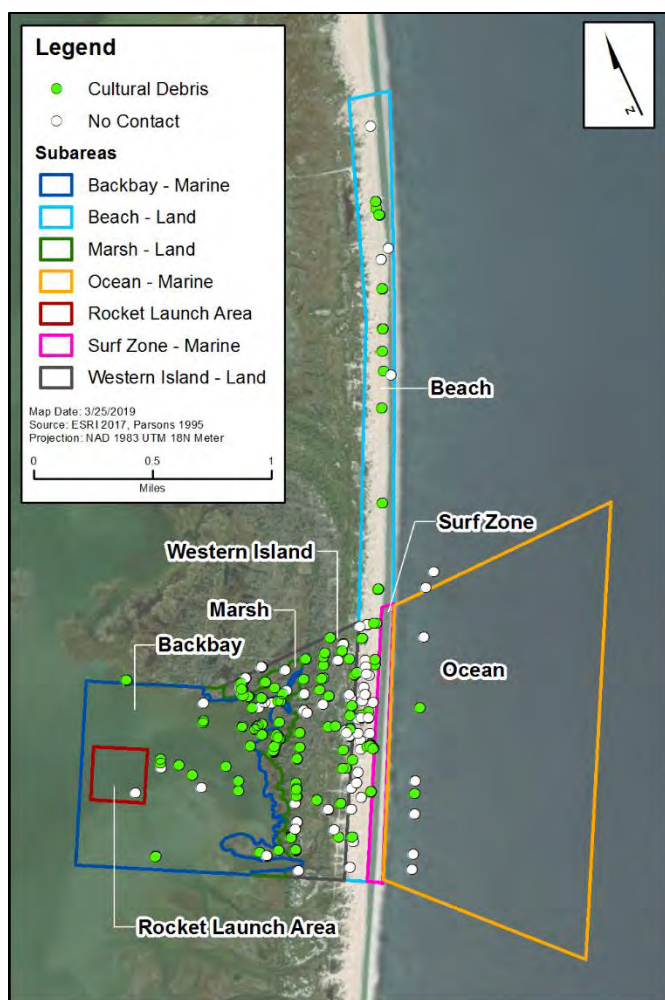 Legend
Cultural Debris
No Contact
Subareas
Backbay - Marine
Beach - Land
Marsh - Land
Ocean - Marine
Rocket Launch Area
Surf Zone - Marine
Western Island - Land
Map Date: 3/25/2019
Source: ESRI 2017, Parsons 1995
Projection: NAD 1983 UTM 18N Meter
0 0.5 1
Miles
N
Beach
Surf Zone
Western Island
Marsh
Backbay
Ocean
Rocket Launch Area